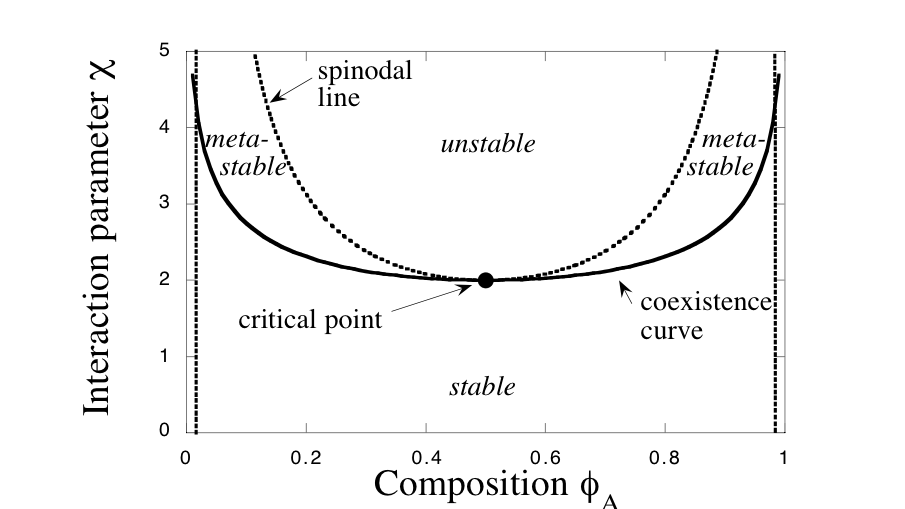 Interaction parameter χ
5
4
3
2
1
0
spinodal
line
unstable
meta-
stable
meta-
stable
critical point
coexistence
curve
stable
0 0.2 0.4 0.6 0.8 1
Composition ϕA